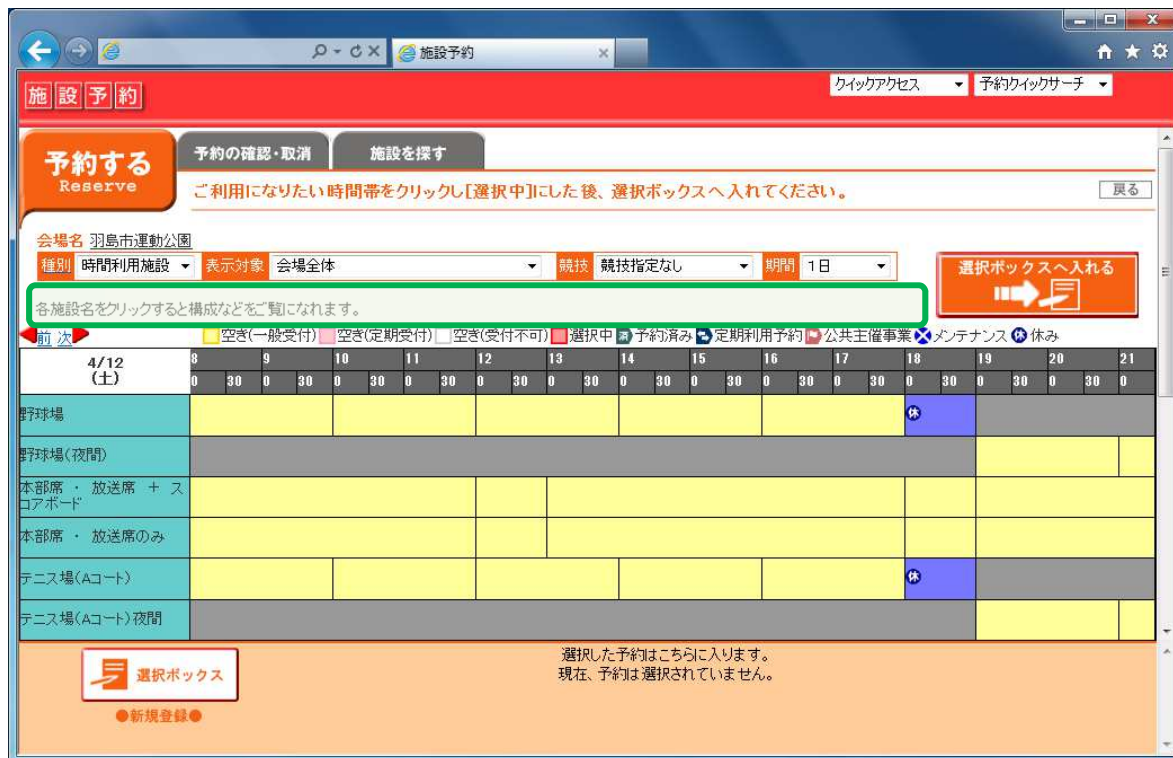 施設予約
施設予約
クイックアクセス 予約クイックサーチ
予約する
Reserve
予約の確認・取消 施設を探す
ご利用になりたい時間帯をクリックし[選択中]にした後、選択ボックスへ入れてください。
戻る
会場名 羽島市運動公園
種別 時間利用施設 表示対象 会場全体 競技 競技指定なし 期間 1日
選択ボックスへ入れる
各施設名をクリックすると構成などをご覧になれます。
前 次 空き(一般受付) 空き(定期受付) 空き(受付不可) 選択中 済 予約済み 定期利用予約 公共主催事業 メンテナンス 休 休み
4/12 8 9 10 11 12 13 14 15 16 17 18 19 20 21
(土) 0 30 0 30 0 30 0 30 0 30 0 30 0 30 0 30 0 30 0 30 0 30 0 30 0 30 0
野球場 休
野球場(夜間)
本部席 ・ 放送席 + ス
コアボード
本部席 ・ 放送席のみ
テニス場(Aコート) 休
テニス場(Aコート)夜間
選択ボックス
●新規登録●
選択した予約はこちらに入ります。
現在、予約は選択されていません。